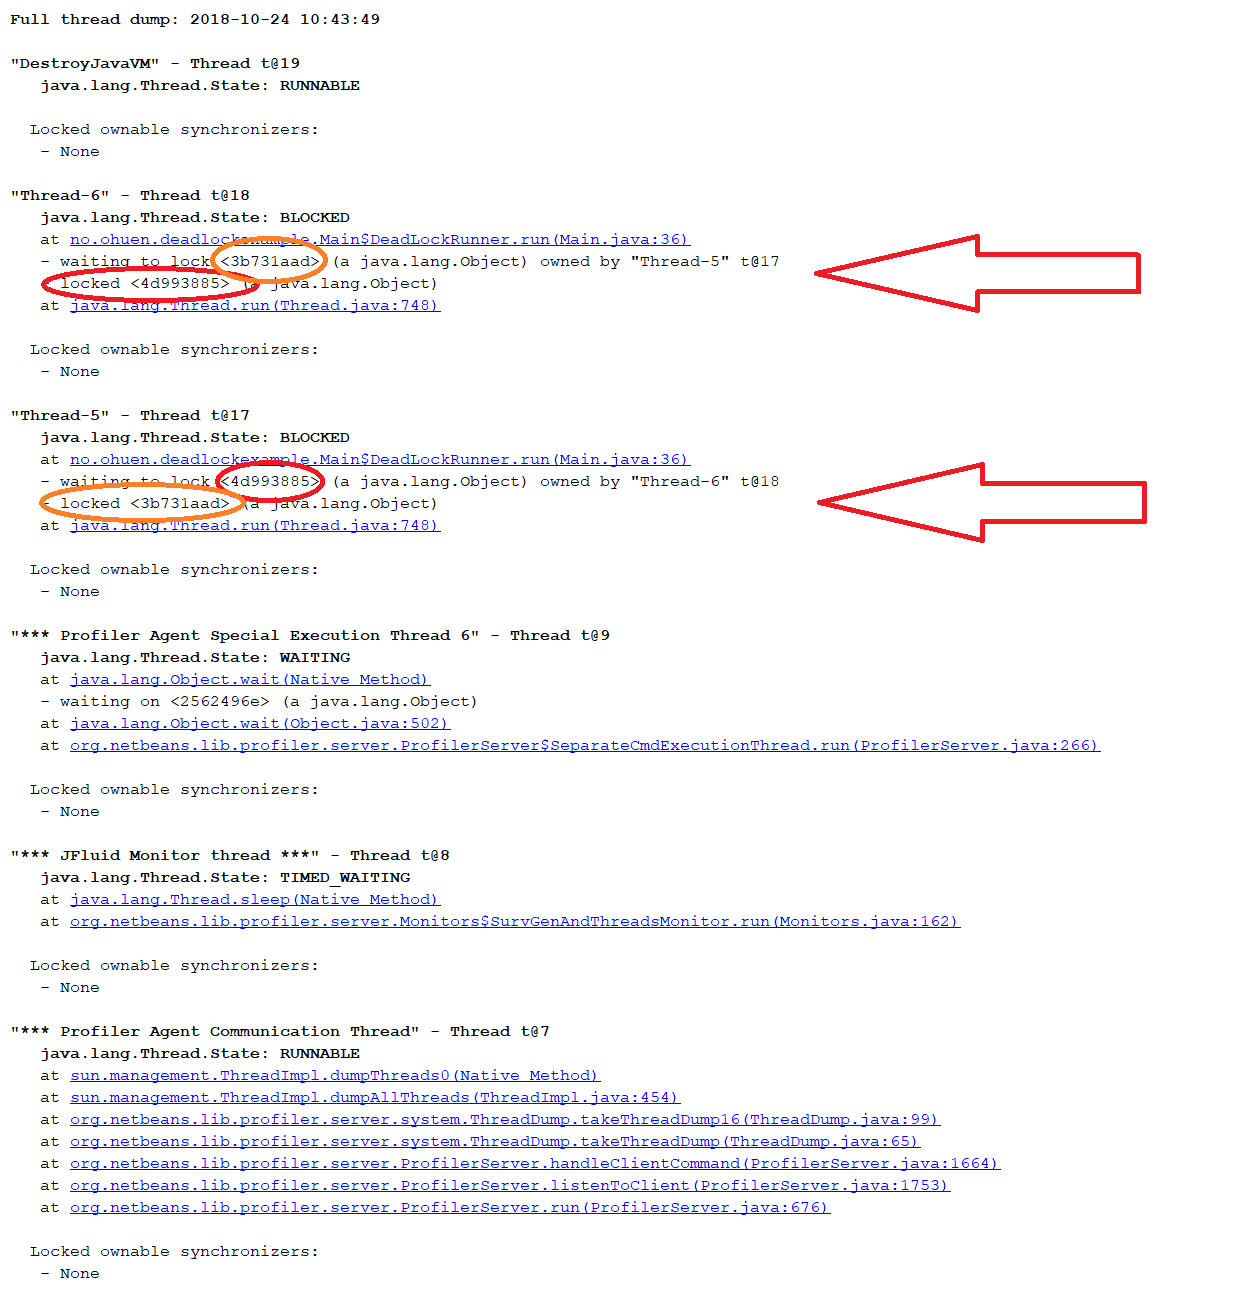 Full thread dump: 2018-10-24 10:43:49
"DestroyJavaVM" - Thread t@19
java.lang.Thread.State: RUNNABLE
Locked ownable synchronizers:
- None
"Thread-6" - Thread t@18
java.lang.Thread.State: BLOCKED
at no.ohuen.deadlockexample.Main$DeadLockRunner.run(Main.java:36)
- waiting to lock <3b731aad> (a java.lang.Object) owned by "Thread-5" t@17
- locked <4d993885> (a java.lang.Object)
at java.lang.Thread.run(Thread.java:748)
Locked ownable synchronizers:
- None
"Thread-5" - Thread t@17
java.lang.Thread.State: BLOCKED
at no.ohuen.deadlockexample.Main$DeadLockRunner.run(Main.java:36)
- waiting to lock <4d993885> (a java.lang.Object) owned by "Thread-6" t@18
- locked <3b731aad> (a java.lang.Object)
at java.lang.Thread.run(Thread.java:748)
Locked ownable synchronizers:
- None
"*** Profiler Agent Special Execution Thread 6" - Thread t@9
java.lang.Thread.State: WAITING
at java.lang.Object.wait(Native Method)
- waiting on <2562496e> (a java.lang.Object)
at java.lang.Object.wait(Object.java:502)
at org.netbeans.lib.profiler.server.ProfilerServer$SeparateCmdExecutionThread.run(ProfilerServer.java:266)
Locked ownable synchronizers:
- None
"*** JFluid Monitor thread ***" - Thread t@8
java.lang.Thread.State: TIMED_WAITING
at java.lang.Thread.sleep(Native Method)
at org.netbeans.lib.profiler.server.Monitors$SurvGenAndThreadsMonitor.run(Monitors.java:162)
Locked ownable synchronizers:
- None
"*** Profiler Agent Communication Thread" - Thread t@7
java.lang.Thread.State: RUNNABLE
at sun.management.ThreadImpl.dumpThreads0(Native Method)
at sun.management.ThreadImpl.dumpAllThreads(ThreadImpl.java:454)
at org.netbeans.lib.profiler.server.system.ThreadDump.takeThreadDump16(ThreadDump.java:99)
at org.netbeans.lib.profiler.server.system.ThreadDump.takeThreadDump(ThreadDump.java:65)
at org.netbeans.lib.profiler.server.ProfilerServer.handleClientCommand(ProfilerServer.java:1664)
at org.netbeans.lib.profiler.server.ProfilerServer.listenToClient(ProfilerServer.java:1753)
at org.netbeans.lib.profiler.server.ProfilerServer.run(ProfilerServer.java:676)
Locked ownable synchronizers:
- None